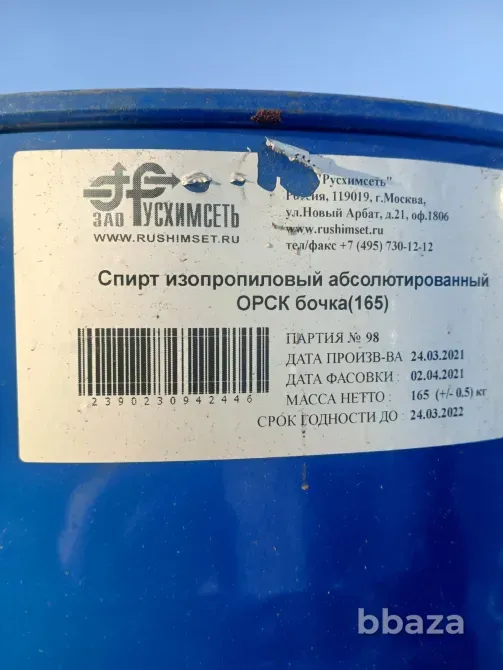 ЗАО РУСХИМСЕТЬ
WWW.RUSHIMSET.RU
"Русхимсеть"
Россия, 119019, г.Москва,
ул.Новый Арбат, д.21, оф.1806
www.rushimset.ru
тел/факс +7 (495) 730-12-12
Спирт изопропиловый абсолютированный
ОРСК бочка(165)
2390230942446
ПАРТИЯ № 98
ДАТА ПРОИЗВ-ВА 24.03.2021
ДАТА ФАСОВКИ : 02.04.2021
МАССА НЕТТО : 165 (+/- 0.5) кг
СРОК ГОДНОСТИ ДО : 24.03.2022
bbaza